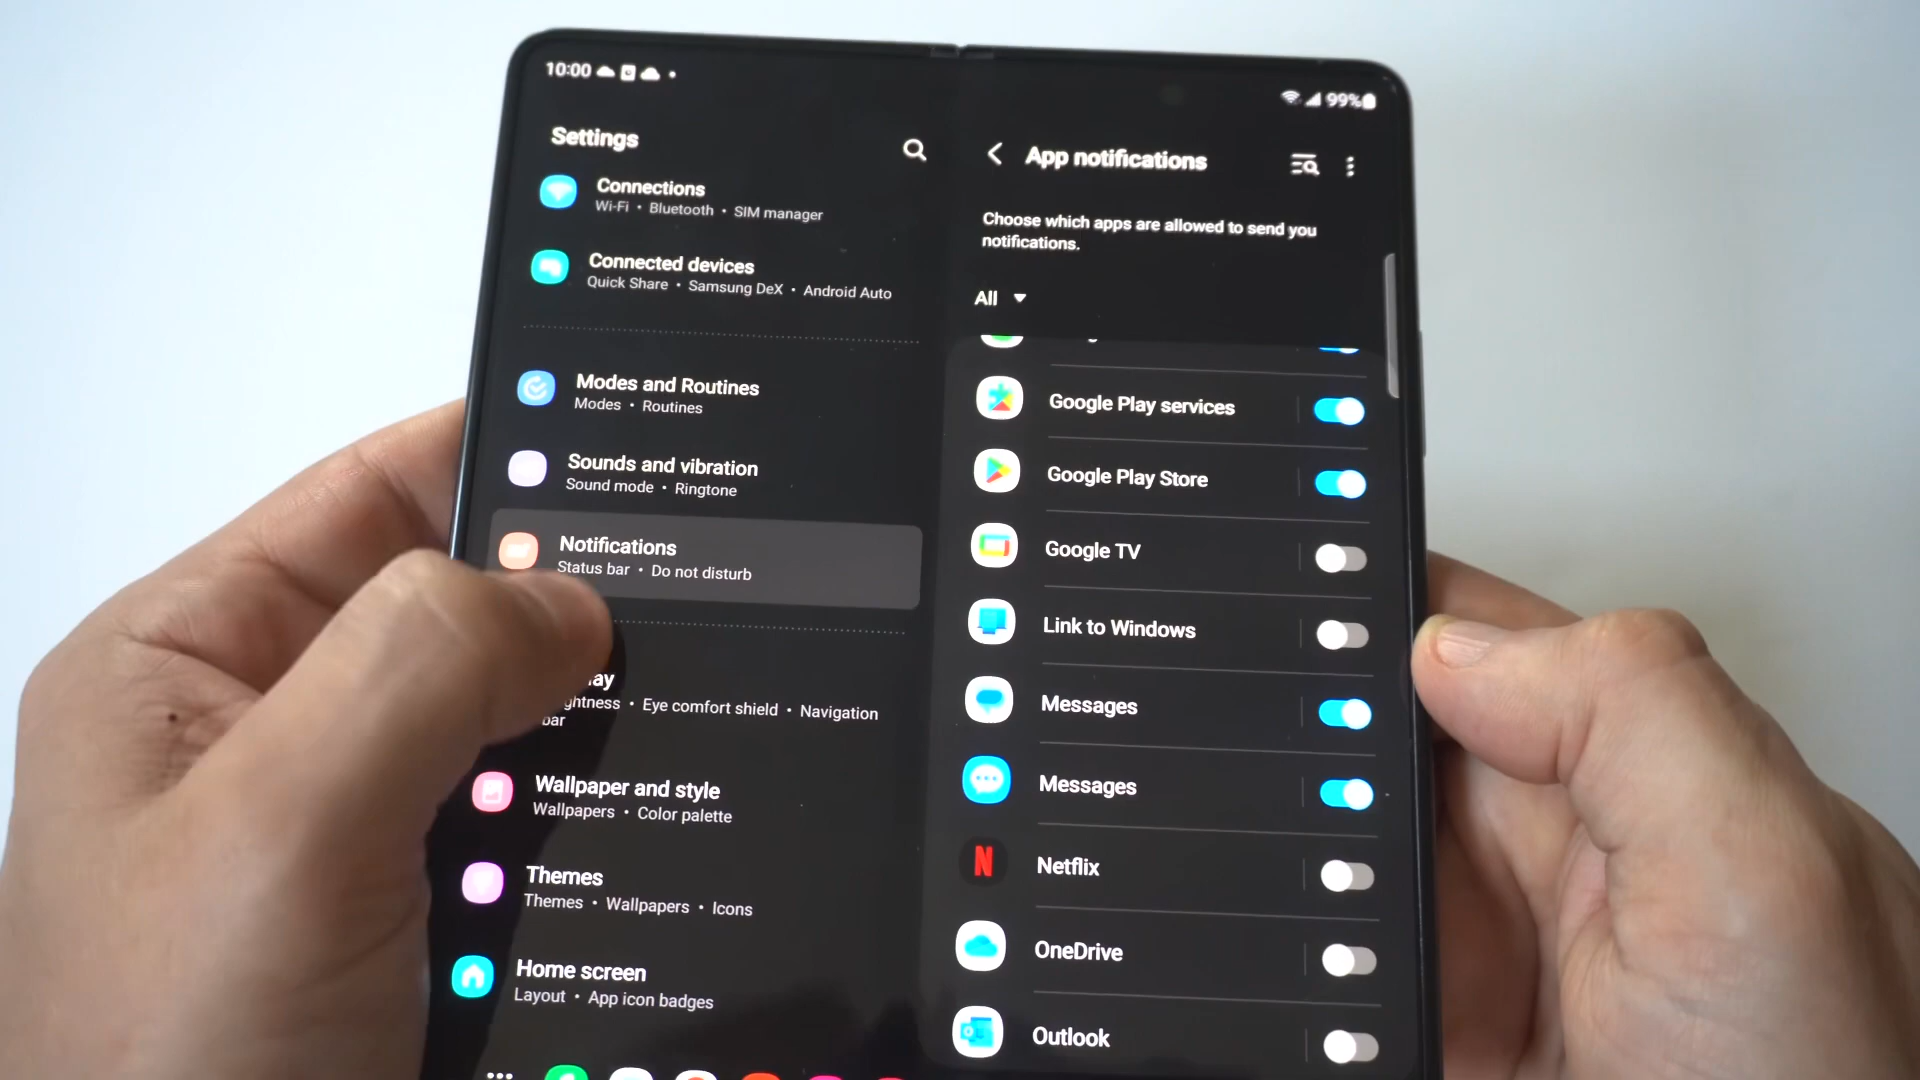 10:00
99%
Settings
Connections
Wi-Fi • Bluetooth • SIM manager
Connected devices
Quick Share • Samsung DeX • Android Auto
Modes and Routines
Modes • Routines
Sounds and vibration
Sound mode • Ringtone
Notifications
Status bar • Do not disturb
ay
ghtness • Eye comfort shield • Navigation
bar
Wallpaper and style
Wallpapers • Color palette
Themes
Themes • Wallpapers • Icons
Home screen
Layout • App icon badges
App notifications
Choose which apps are allowed to send you
notifications.
All
Google Play services
Google Play Store
Google TV
Link to Windows
Messages
Messages
N Netflix
OneDrive
Outlook